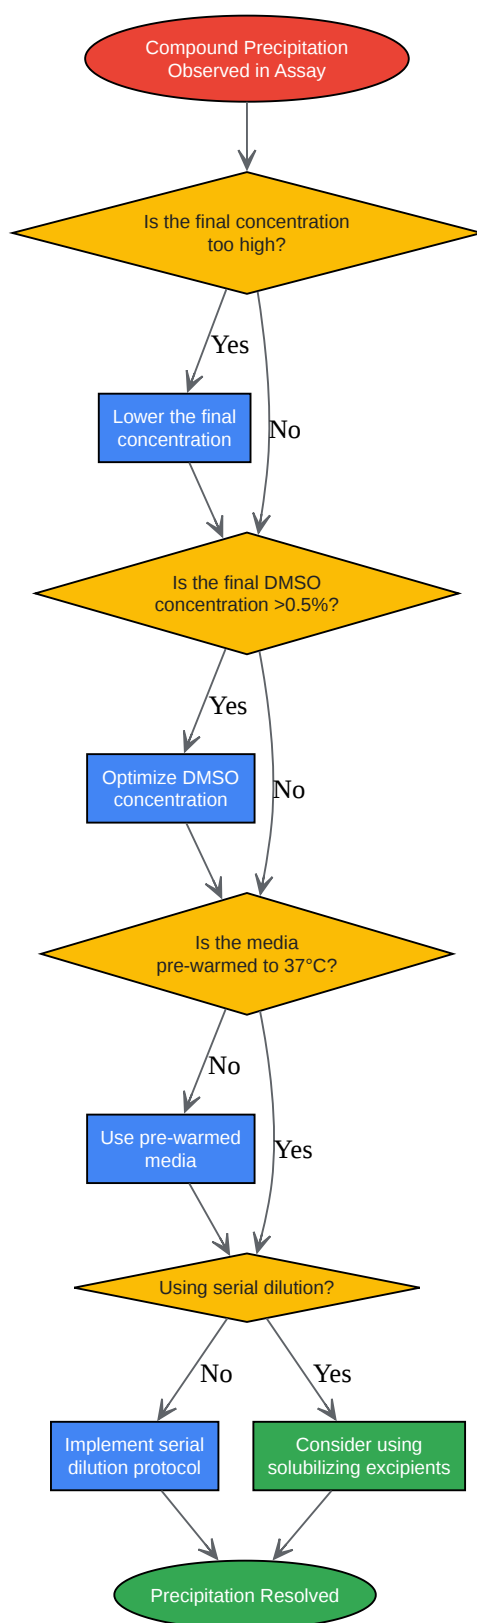 Compound Precipitation
Observed in Assay
Is the final concentration
too high?
Yes
Lower the final
concentration
No
Is the final DMSO
concentration >0.5%?
Yes
Optimize DMSO
concentration
No
Is the media
pre-warmed to 37°C?
No
Use pre-warmed
media
Yes
Using serial dilution?
No
Yes
Implement serial
dilution protocol
Consider using
solubilizing excipients
Precipitation Resolved